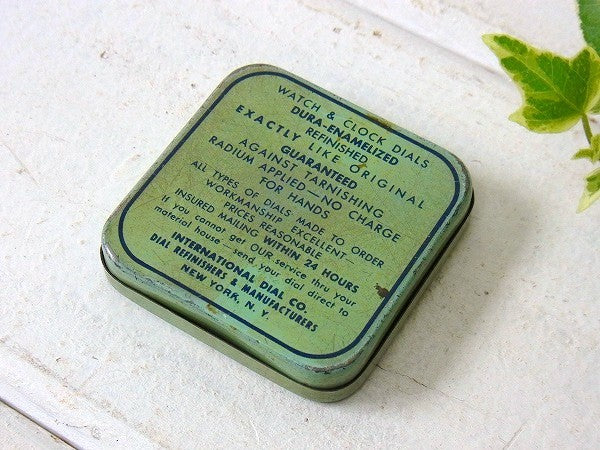 WATCH & CLOCK DIALS
DURA-ENAMELIZED
REFINISHED
EXACTLY LIKE ORIGINAL
GUARANTEED
AGAINST TARNISHING
RADIUM APPLIED—NO CHARGE
FOR HANDS
ALL TYPES OF DIALS MADE TO ORDER
WORKMANSHIP EXCELLENT—
PRICES REASONABLE
INSURED MAILING WITHIN 24 HOURS
If you cannot get OUR service thru your
material house—send your dial direct to
INTERNATIONAL DIAL CO.
DIAL REFINISHERS & MANUFACTURERS
NEW YORK, N. Y.